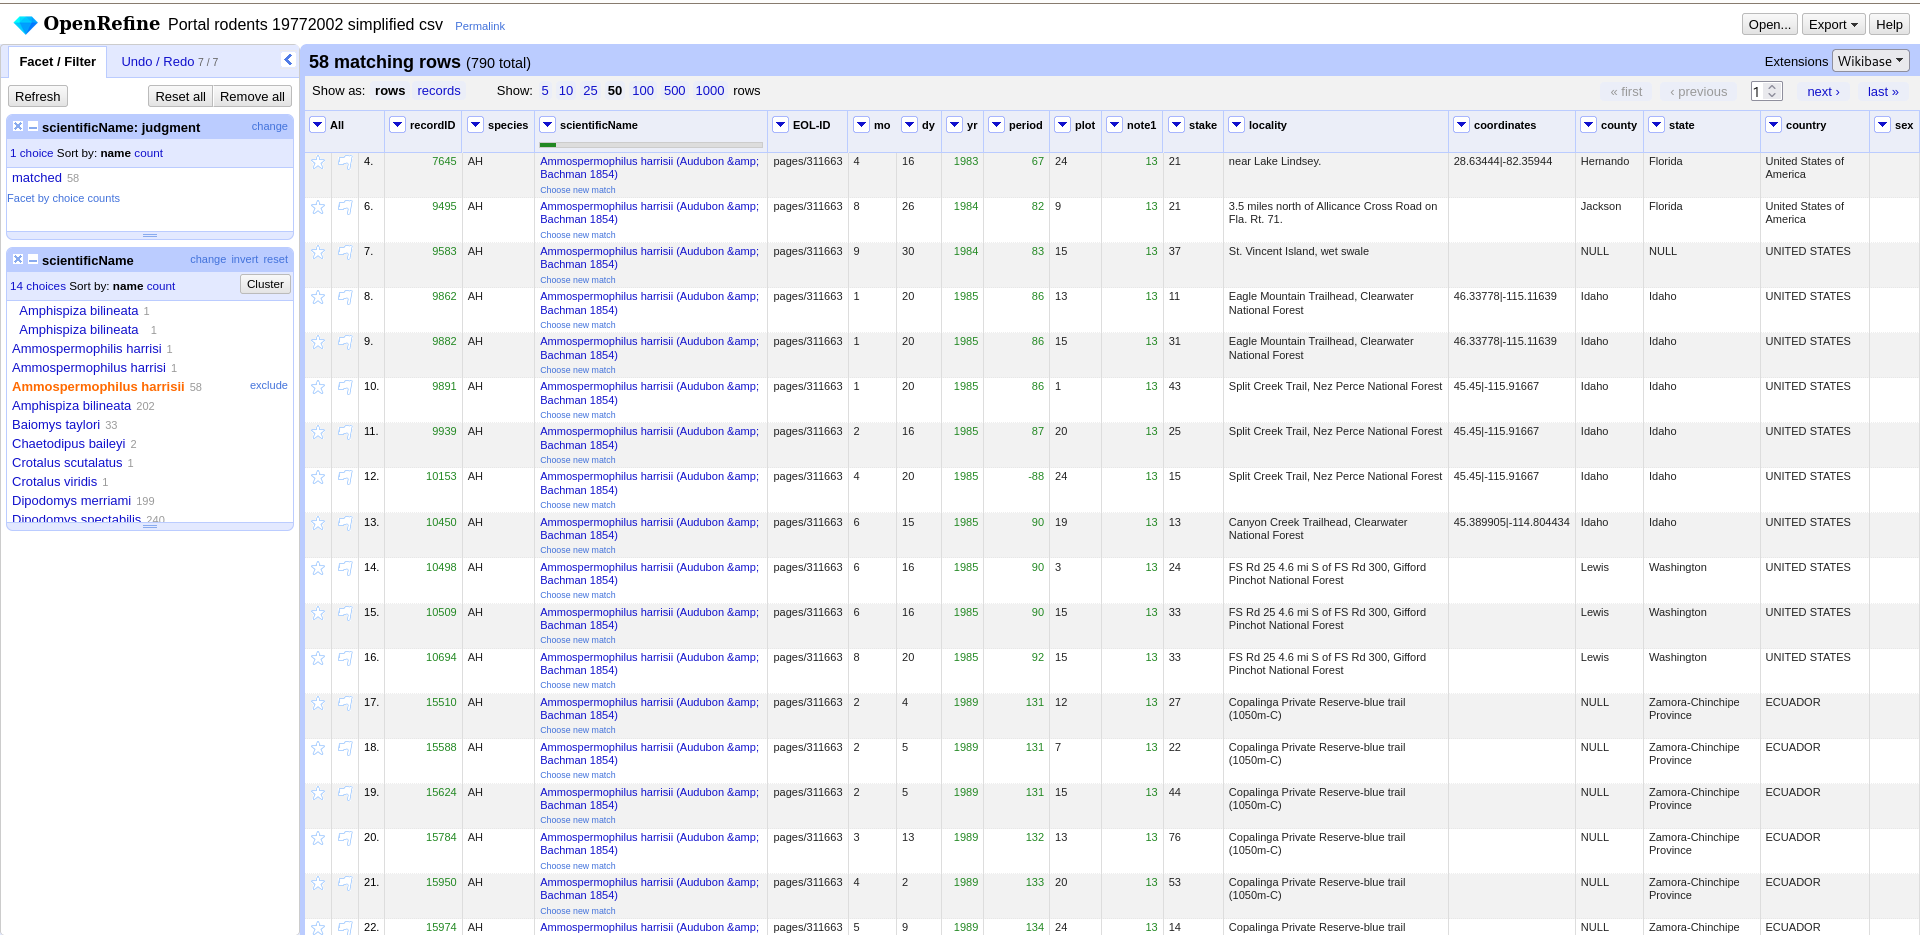 OpenRefine Portal rodents 19772002 simplified csv Permalink Open... Export Help
Facet / Filter Undo / Redo 7 / 7
58 matching rows (790 total) Extensions Wikibase
Refresh Reset all Remove all
Show as: rows records Show: 5 10 25 50 100 500 1000 rows « first ‹ previous 1 next › last »
scientificName: judgment change
1 choice Sort by: name count
matched 58
Facet by choice counts
scientificName change invert reset
14 choices Sort by: name count Cluster
Amphispiza bilineata 1
Amphispiza bilineata 1
Ammospermophilis harrisi 1
Ammospermophilus harrisi 1
Ammospermophilus harrisii 58 exclude
Amphispiza bilineata 202
Baiomys taylori 33
Chaetodipus baileyi 2
Crotalus scutalatus 1
Crotalus viridis 1
Dipodomys merriami 199
Dipodomys spectabilis 240
All recordID species scientificName EOL-ID mo dy yr period plot note1 stake locality coordinates county state country sex
4. 7645 AH Ammospermophilus harrisii (Audubon &amp; pages/311663 4 16 1983 67 24 13 21 near Lake Lindsey. 28.63444|-82.35944 Hernando Florida United States of
Bachman 1854) America
Choose new match
6. 9495 AH Ammospermophilus harrisii (Audubon &amp; pages/311663 8 26 1984 82 9 13 21 3.5 miles north of Allicance Cross Road on Jackson Florida United States of
Bachman 1854) Fla. Rt. 71. America
Choose new match
7. 9583 AH Ammospermophilus harrisii (Audubon &amp; pages/311663 9 30 1984 83 15 13 37 St. Vincent Island, wet swale NULL NULL UNITED STATES
Bachman 1854)
Choose new match
8. 9862 AH Ammospermophilus harrisii (Audubon &amp; pages/311663 1 20 1985 86 13 13 11 Eagle Mountain Trailhead, Clearwater 46.33778|-115.11639 Idaho Idaho UNITED STATES
Bachman 1854) National Forest
Choose new match
9. 9882 AH Ammospermophilus harrisii (Audubon &amp; pages/311663 1 20 1985 86 15 13 31 Eagle Mountain Trailhead, Clearwater 46.33778|-115.11639 Idaho Idaho UNITED STATES
Bachman 1854) National Forest
Choose new match
10. 9891 AH Ammospermophilus harrisii (Audubon &amp; pages/311663 1 20 1985 86 1 13 43 Split Creek Trail, Nez Perce National Forest 45.45|-115.91667 Idaho Idaho UNITED STATES
Bachman 1854)
Choose new match
11. 9939 AH Ammospermophilus harrisii (Audubon &amp; pages/311663 2 16 1985 87 20 13 25 Split Creek Trail, Nez Perce National Forest 45.45|-115.91667 Idaho Idaho UNITED STATES
Bachman 1854)
Choose new match
12. 10153 AH Ammospermophilus harrisii (Audubon &amp; pages/311663 4 20 1985 -88 24 13 15 Split Creek Trail, Nez Perce National Forest 45.45|-115.91667 Idaho Idaho UNITED STATES
Bachman 1854)
Choose new match
13. 10450 AH Ammospermophilus harrisii (Audubon &amp; pages/311663 6 15 1985 90 19 13 13 Canyon Creek Trailhead, Clearwater 45.389905|-114.804434 Idaho Idaho UNITED STATES
Bachman 1854) National Forest
Choose new match
14. 10498 AH Ammospermophilus harrisii (Audubon &amp; pages/311663 6 16 1985 90 3 13 24 FS Rd 25 4.6 mi S of FS Rd 300, Gifford Lewis Washington UNITED STATES
Bachman 1854) Pinchot National Forest
Choose new match
15. 10509 AH Ammospermophilus harrisii (Audubon &amp; pages/311663 6 16 1985 90 15 13 33 FS Rd 25 4.6 mi S of FS Rd 300, Gifford Lewis Washington UNITED STATES
Bachman 1854) Pinchot National Forest
Choose new match
16. 10694 AH Ammospermophilus harrisii (Audubon &amp; pages/311663 8 20 1985 92 15 13 33 FS Rd 25 4.6 mi S of FS Rd 300, Gifford Lewis Washington UNITED STATES
Bachman 1854) Pinchot National Forest
Choose new match
17. 15510 AH Ammospermophilus harrisii (Audubon &amp; pages/311663 2 4 1989 131 12 13 27 Copalinga Private Reserve-blue trail NULL Zamora-Chinchipe ECUADOR
Bachman 1854) (1050m-C) Province
Choose new match
18. 15588 AH Ammospermophilus harrisii (Audubon &amp; pages/311663 2 5 1989 131 7 13 22 Copalinga Private Reserve-blue trail NULL Zamora-Chinchipe ECUADOR
Bachman 1854) (1050m-C) Province
Choose new match
19. 15624 AH Ammospermophilus harrisii (Audubon &amp; pages/311663 2 5 1989 131 15 13 44 Copalinga Private Reserve-blue trail NULL Zamora-Chinchipe ECUADOR
Bachman 1854) (1050m-C) Province
Choose new match
20. 15784 AH Ammospermophilus harrisii (Audubon &amp; pages/311663 3 13 1989 132 13 13 76 Copalinga Private Reserve-blue trail NULL Zamora-Chinchipe ECUADOR
Bachman 1854) (1050m-C) Province
Choose new match
21. 15950 AH Ammospermophilus harrisii (Audubon &amp; pages/311663 4 2 1989 133 20 13 53 Copalinga Private Reserve-blue trail NULL Zamora-Chinchipe ECUADOR
Bachman 1854) (1050m-C) Province
Choose new match
22. 15974 AH Ammospermophilus harrisii (Audubon &amp; pages/311663 5 9 1989 134 24 13 14 Copalinga Private Reserve-blue trail NULL Zamora-Chinchipe ECUADOR